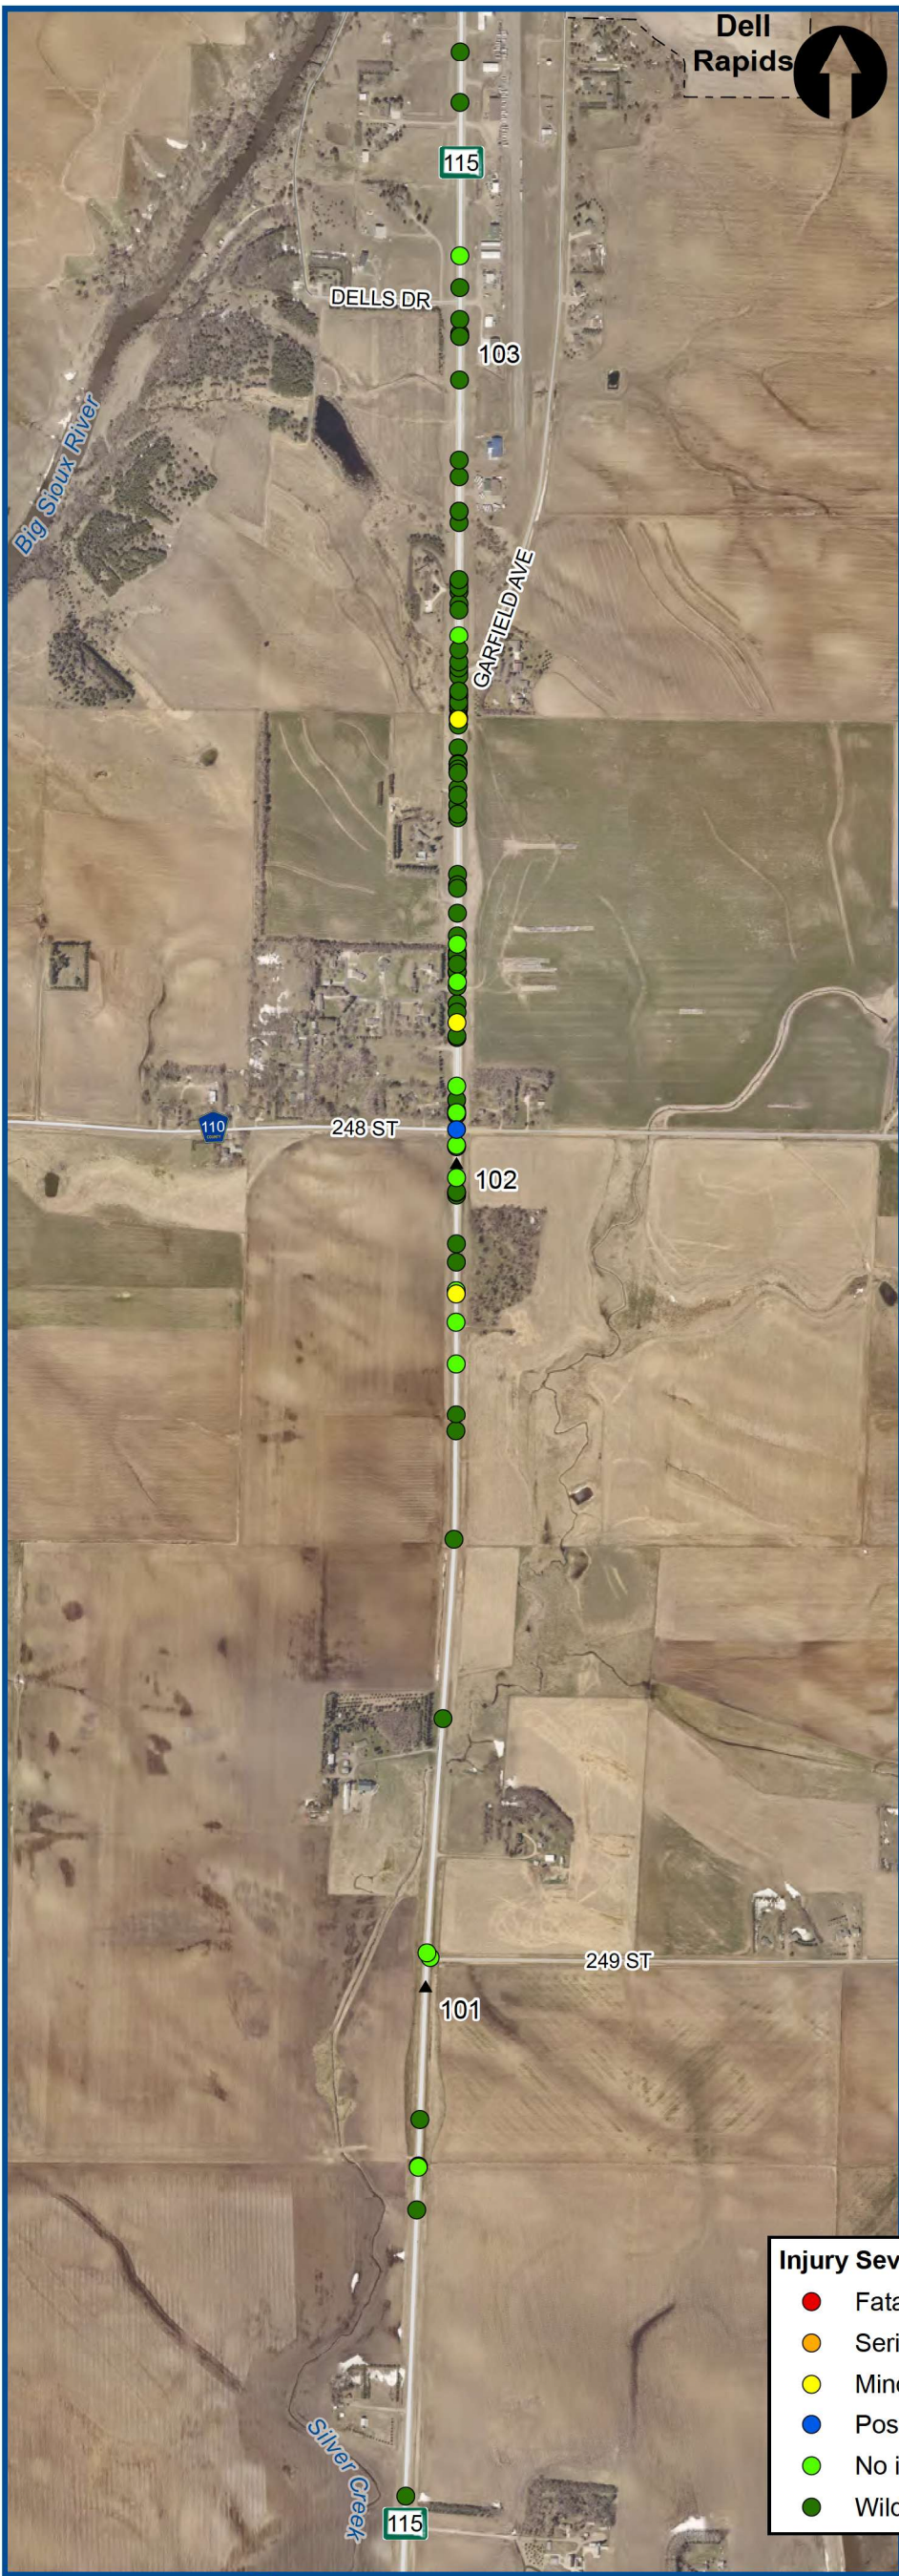 Dell
Rapids
115
DELLS DR
103
Big Sioux River
GARFIELD AVE
110
COUNTY
248 ST
102
249 ST
101
Silver Creek
115
Injury Sev
Fata
Seri
Mino
Pos
No i
Wild